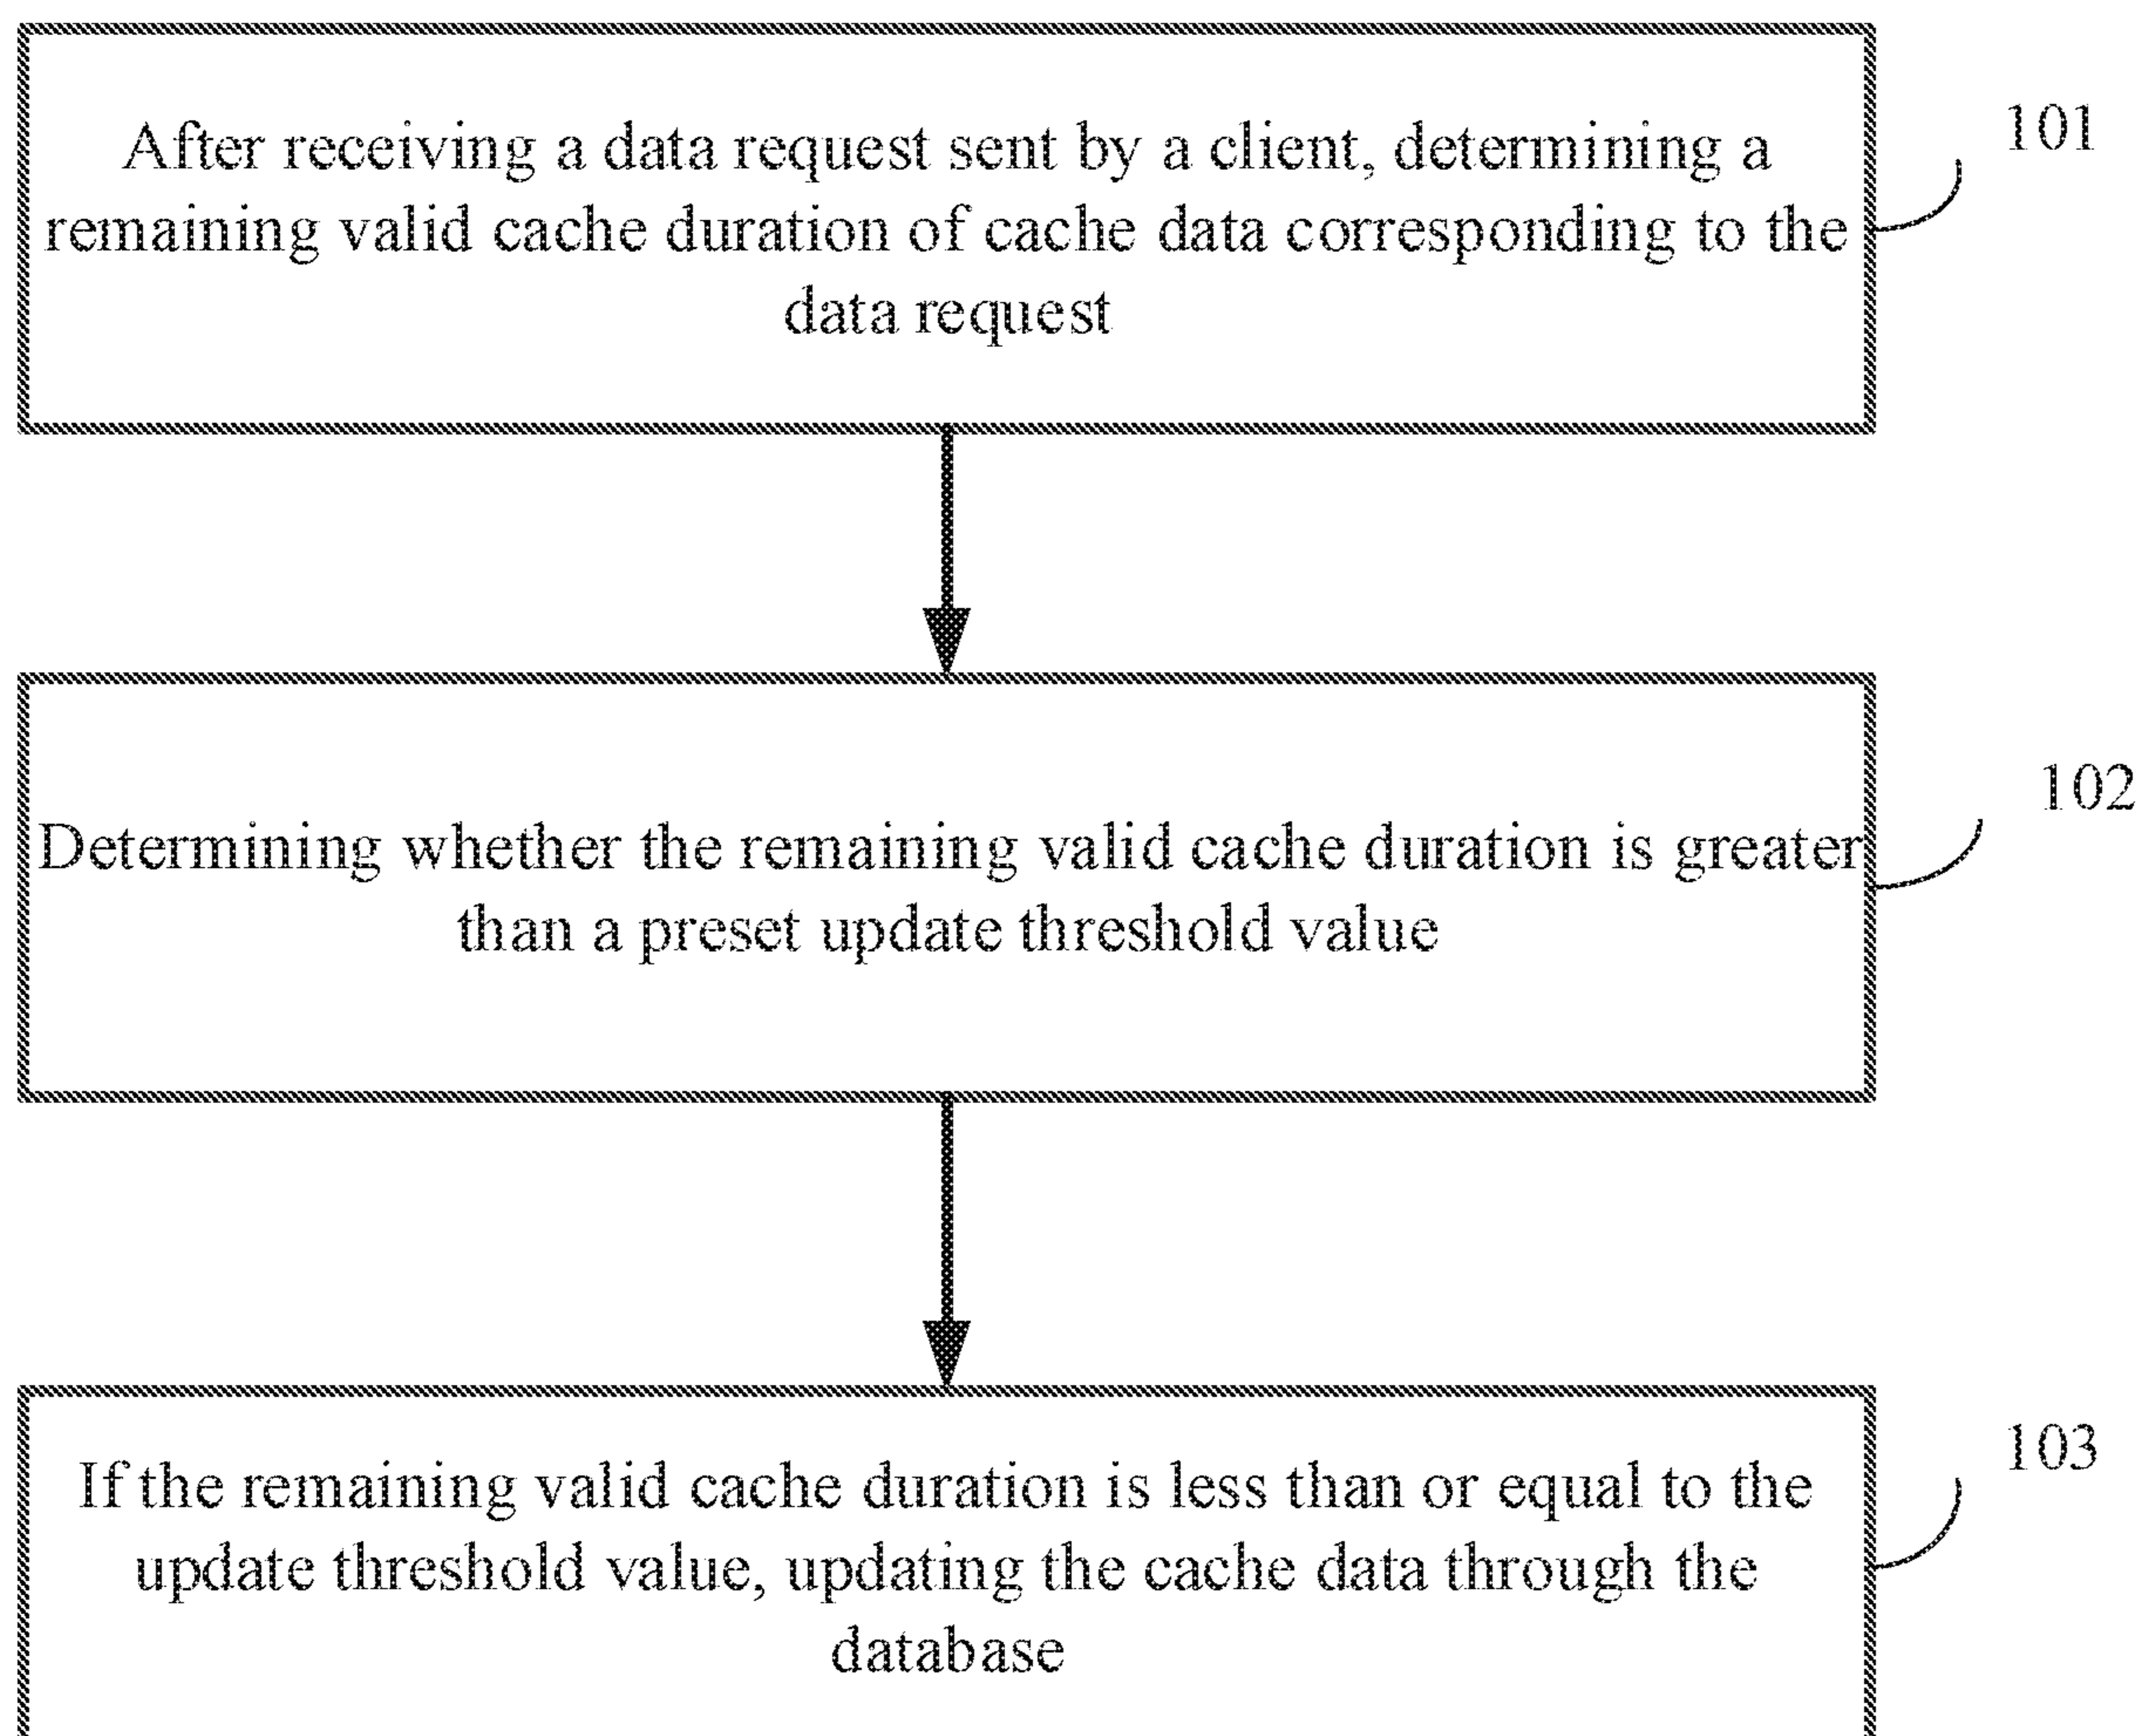 After receiving a data request sent by a client, determining a
remaining valid cache duration of cache data corresponding to the
data request
101
Determining whether the remaining valid cache duration is greater
than a preset update threshold value
102
If the remaining valid cache duration is less than or equal to the
update threshold value, updating the cache data through the
database
103